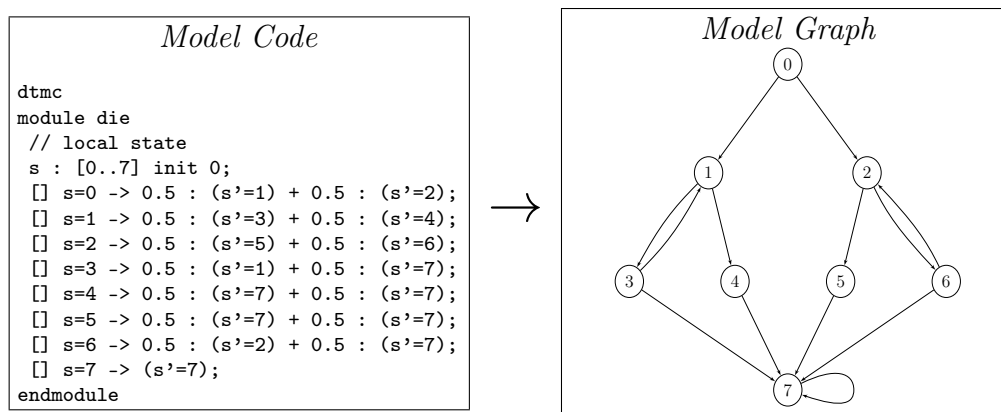 Model Code
dtmc
module die
// local state
s : [0..7] init 0;
[] s=0 -> 0.5 : (s'=1) + 0.5 : (s'=2);
[] s=1 -> 0.5 : (s'=3) + 0.5 : (s'=4);
[] s=2 -> 0.5 : (s'=5) + 0.5 : (s'=6);
[] s=3 -> 0.5 : (s'=1) + 0.5 : (s'=7);
[] s=4 -> 0.5 : (s'=7) + 0.5 : (s'=7);
[] s=5 -> 0.5 : (s'=7) + 0.5 : (s'=7);
[] s=6 -> 0.5 : (s'=2) + 0.5 : (s'=7);
[] s=7 -> (s'=7);
endmodule
Model Graph
0
1 2
3 4 5 6
7